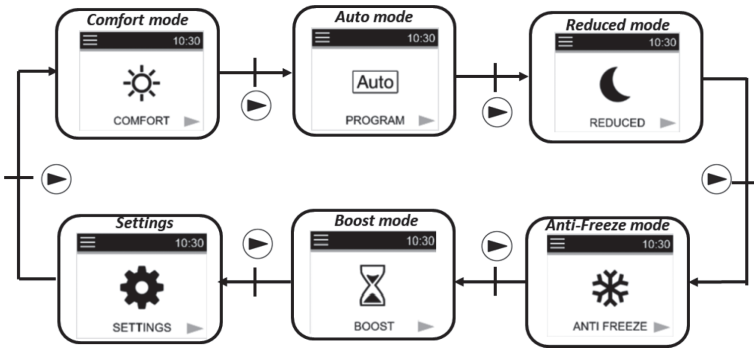 Comfort mode
10:30
COMFORT
Auto mode
10:30
Auto
PROGRAM
Reduced mode
10:30
REDUCED
Settings
10:30
SETTINGS
Boost mode
10:30
BOOST
Anti-Freeze mode
10:30
ANTI FREEZE